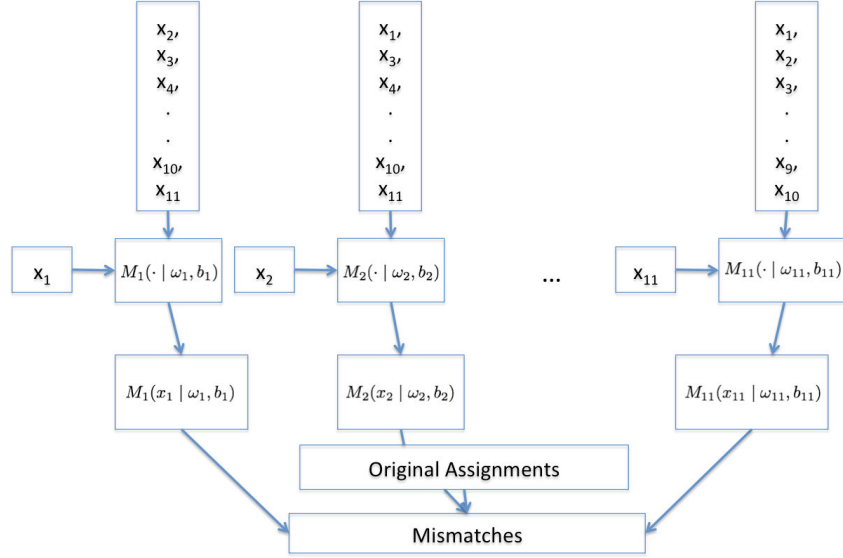 x₂,
x₃,
x₄,
.
.
x₁₀,
x₁₁
x₁,
x₃,
x₄,
.
.
x₁₀,
x₁₁
x₁,
x₂,
x₃,
.
.
x₉,
x₁₀
x₁
M₁(· | ω₁, b₁)
x₂
M₂(· | ω₂, b₂)
...
x₁₁
M₁₁(· | ω₁₁, b₁₁)
M₁(x₁ | ω₁, b₁)
M₂(x₂ | ω₂, b₂)
M₁₁(x₁₁ | ω₁₁, b₁₁)
Original Assignments
Mismatches